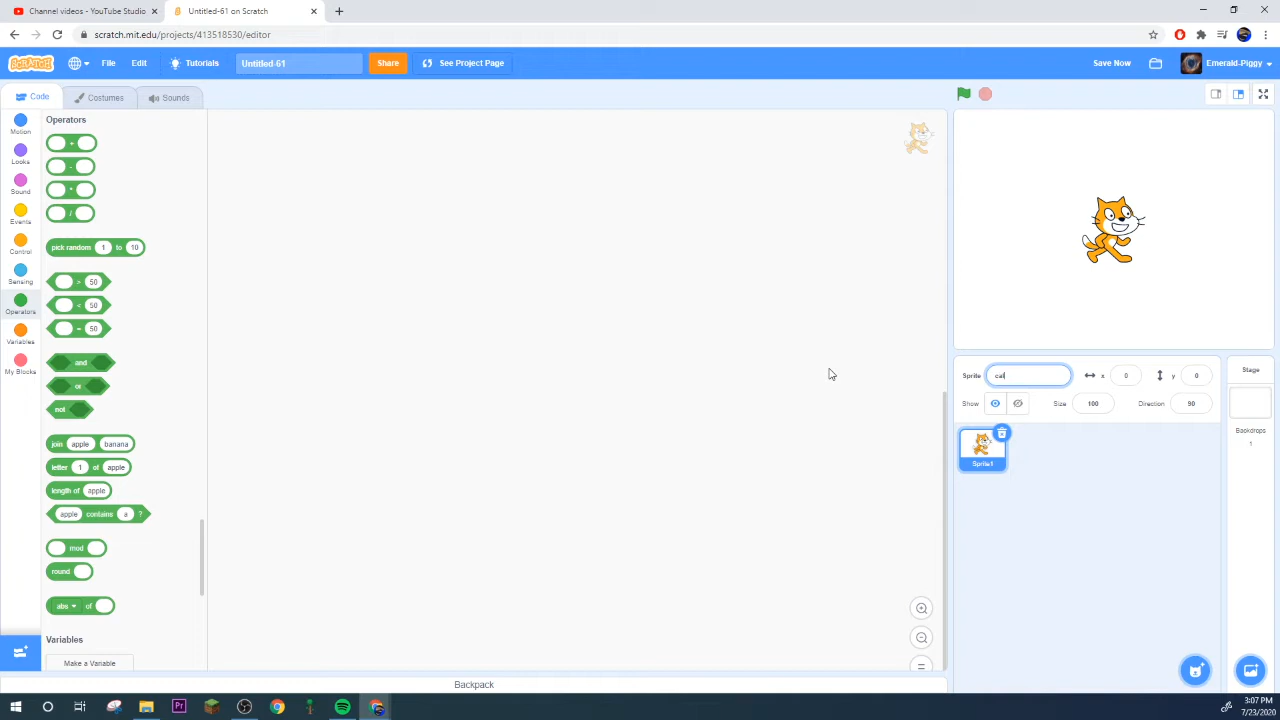 Channel videos - YouTube Studio
Untitled-61 on Scratch
scratch.mit.edu/projects/413518530/editor
SCRATCH
File
Edit
Tutorials
Untitled-61
Share
See Project Page
Save Now
Emerald-Piggy
Code
Costumes
Sounds
Motion
Looks
Sound
Events
Control
Sensing
Operators
Variables
My Blocks
Operators
+
-
*
/
pick random 1 to 10
> 50
< 50
= 50
and
or
not
join apple banana
letter 1 of apple
length of apple
apple contains a ?
mod
round
abs of
Variables
Make a Variable
Sprite
cal
x
0
y
0
Show
Size
100
Direction
90
Sprite1
Stage
Backdrops
1
Backpack
3:07 PM
7/23/2020